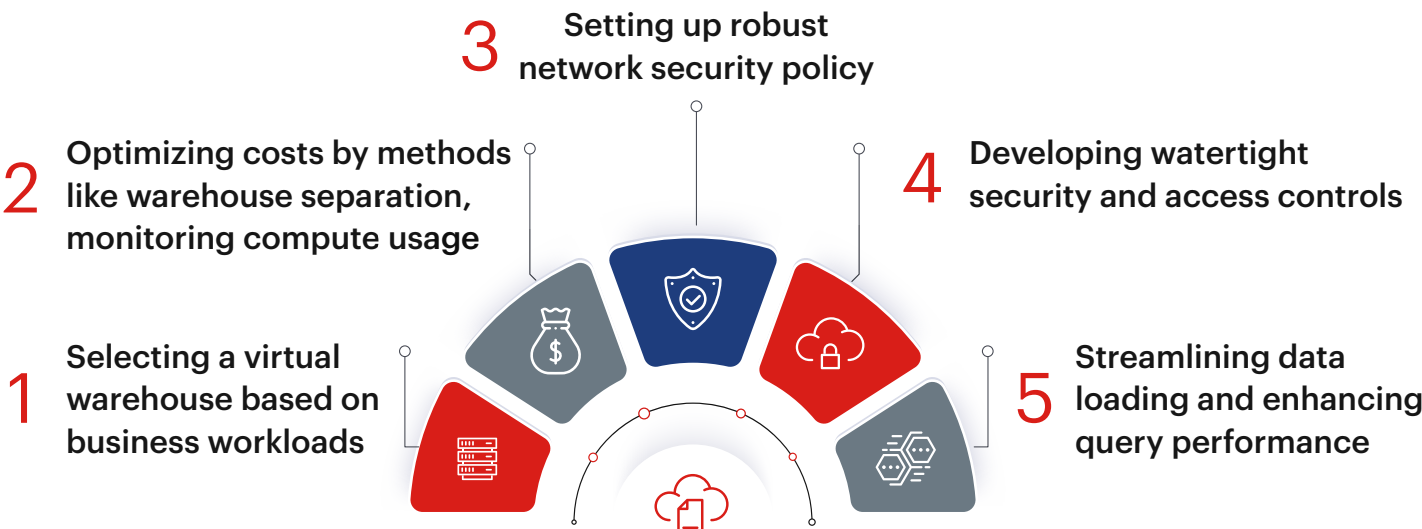 1
Selecting a virtual
warehouse based on
business workloads
2
Optimizing costs by methods
like warehouse separation,
monitoring compute usage
$
3
Setting up robust
network security policy
4
Developing watertight
security and access controls
5
Streamlining data
loading and enhancing
query performance